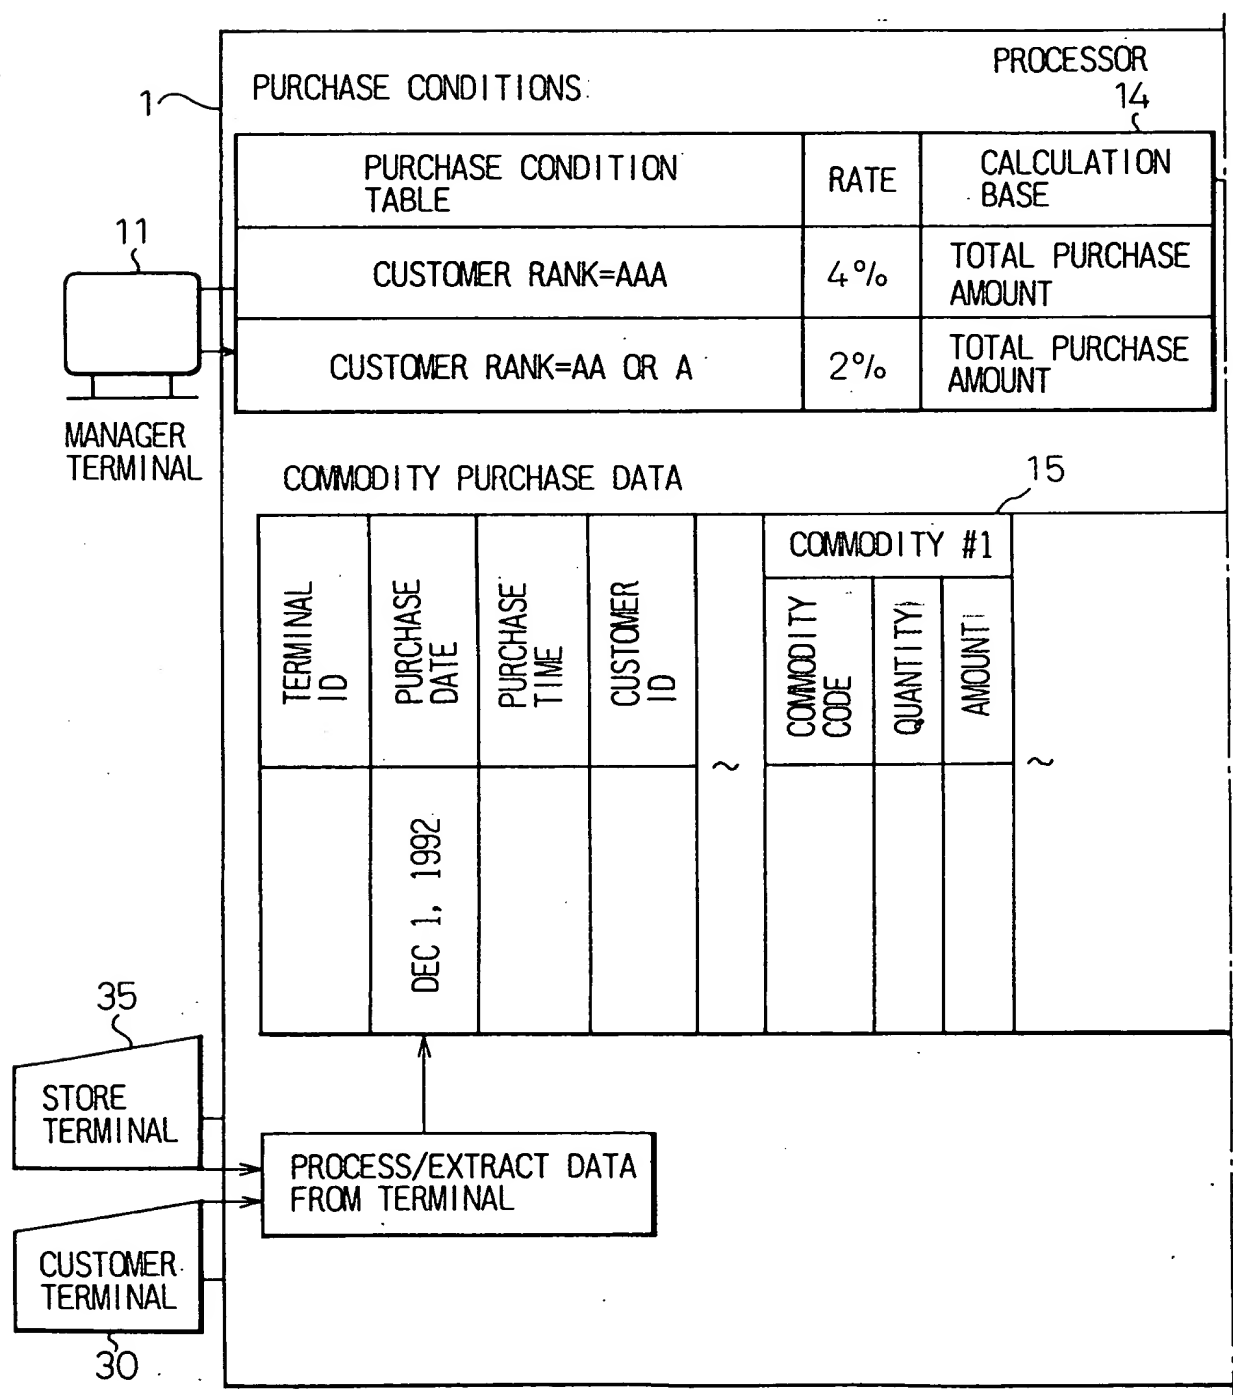 PROCESSOR
PURCHASE CONDITIONS
1
14
PURCHASE CONDITION
TABLE
RATE
CALCULATION
BASE
11
CUSTOMER RANK=AAA
4%
TOTAL PURCHASE
AMOUNT
CUSTOMER RANK=AA OR A
2%
TOTAL PURCHASE
AMOUNT
MANAGER
TERMINAL
COMMODITY PURCHASE DATA
15
TERMINAL
ID
PURCHASE
DATE
PURCHASE
TIME
CUSTOMER
ID
~
COMMODITY #1
COMMODITY
CODE
QUANTITY
AMOUNT
~
DEC 1, 1992
35
STORE
TERMINAL
PROCESS/EXTRACT DATA
FROM TERMINAL
CUSTOMER
TERMINAL
30